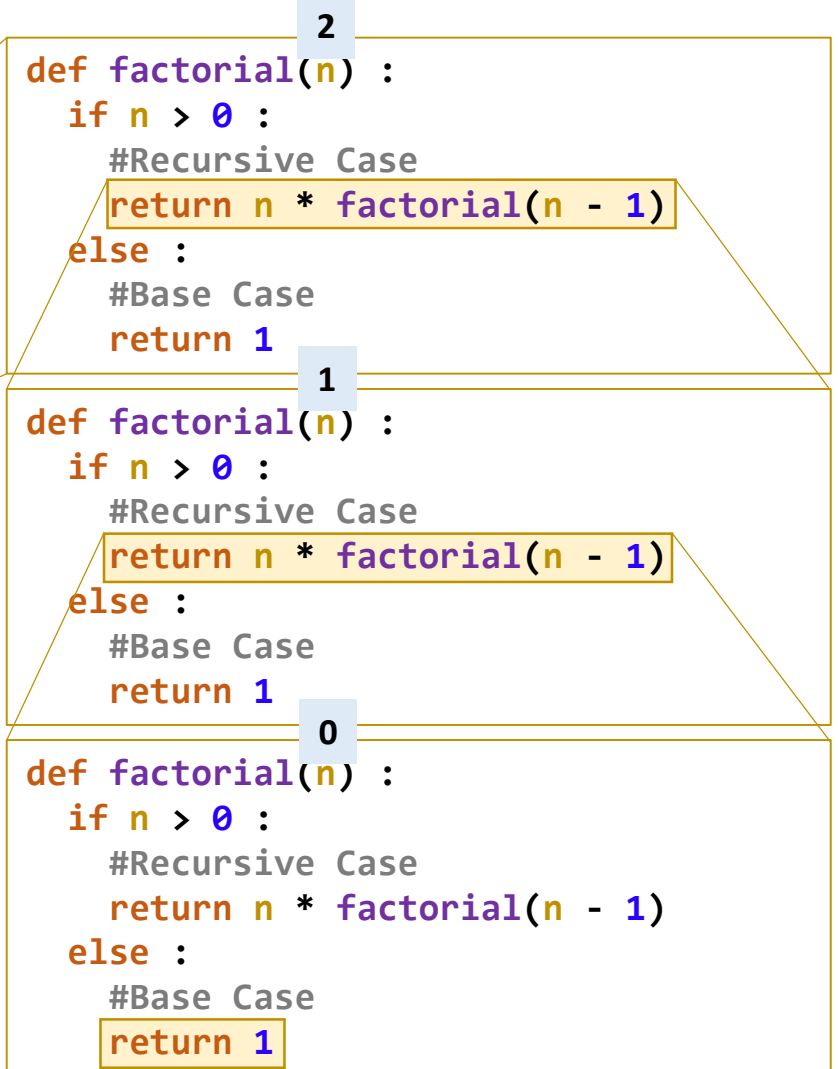 2
def factorial(n) :
  if n > 0 :
    #Recursive Case
    return n * factorial(n - 1)
  else :
    #Base Case
    return 1
1
def factorial(n) :
  if n > 0 :
    #Recursive Case
    return n * factorial(n - 1)
  else :
    #Base Case
    return 1
0
def factorial(n) :
  if n > 0 :
    #Recursive Case
    return n * factorial(n - 1)
  else :
    #Base Case
    return 1